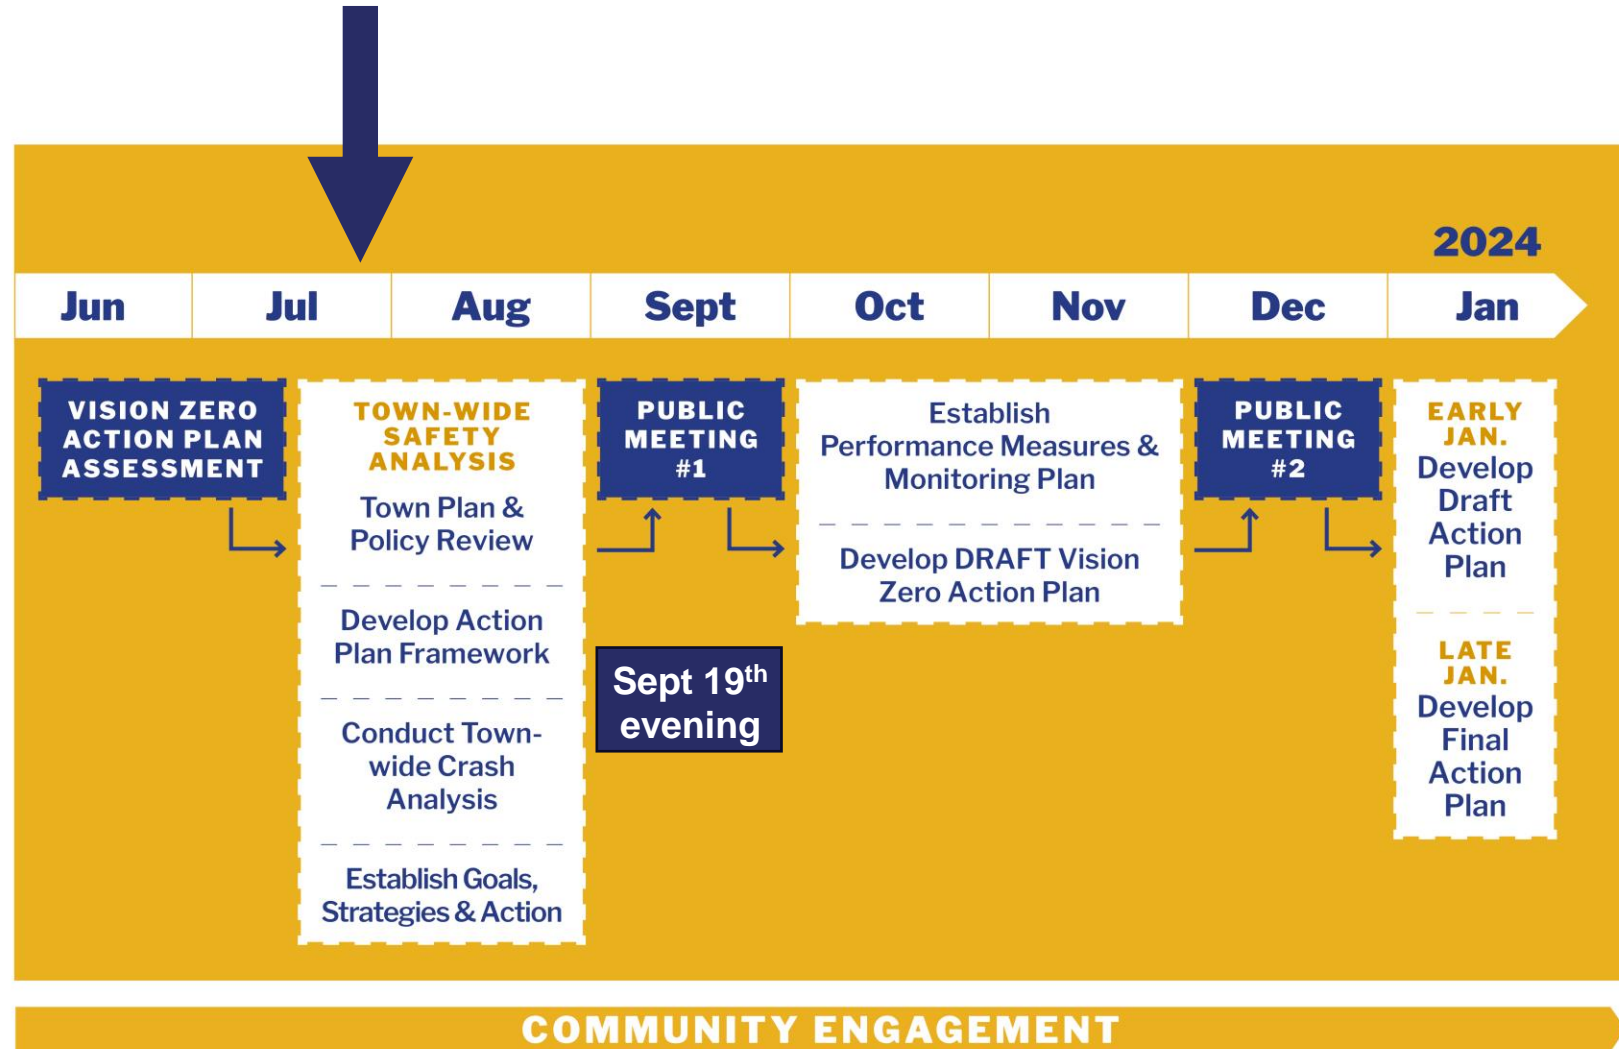 2024
Jun Jul Aug Sept Oct Nov Dec Jan
VISION ZERO
ACTION PLAN
ASSESSMENT
TOWN-WIDE
SAFETY
ANALYSIS
Town Plan &
Policy Review
Develop Action
Plan Framework
Conduct Town-
wide Crash
Analysis
Establish Goals,
Strategies & Action
PUBLIC
MEETING
#1
Sept 19th
evening
Establish
Performance Measures &
Monitoring Plan
Develop DRAFT Vision
Zero Action Plan
PUBLIC
MEETING
#2
EARLY
JAN.
Develop
Draft
Action
Plan
LATE
JAN.
Develop
Final
Action
Plan
COMMUNITY ENGAGEMENT